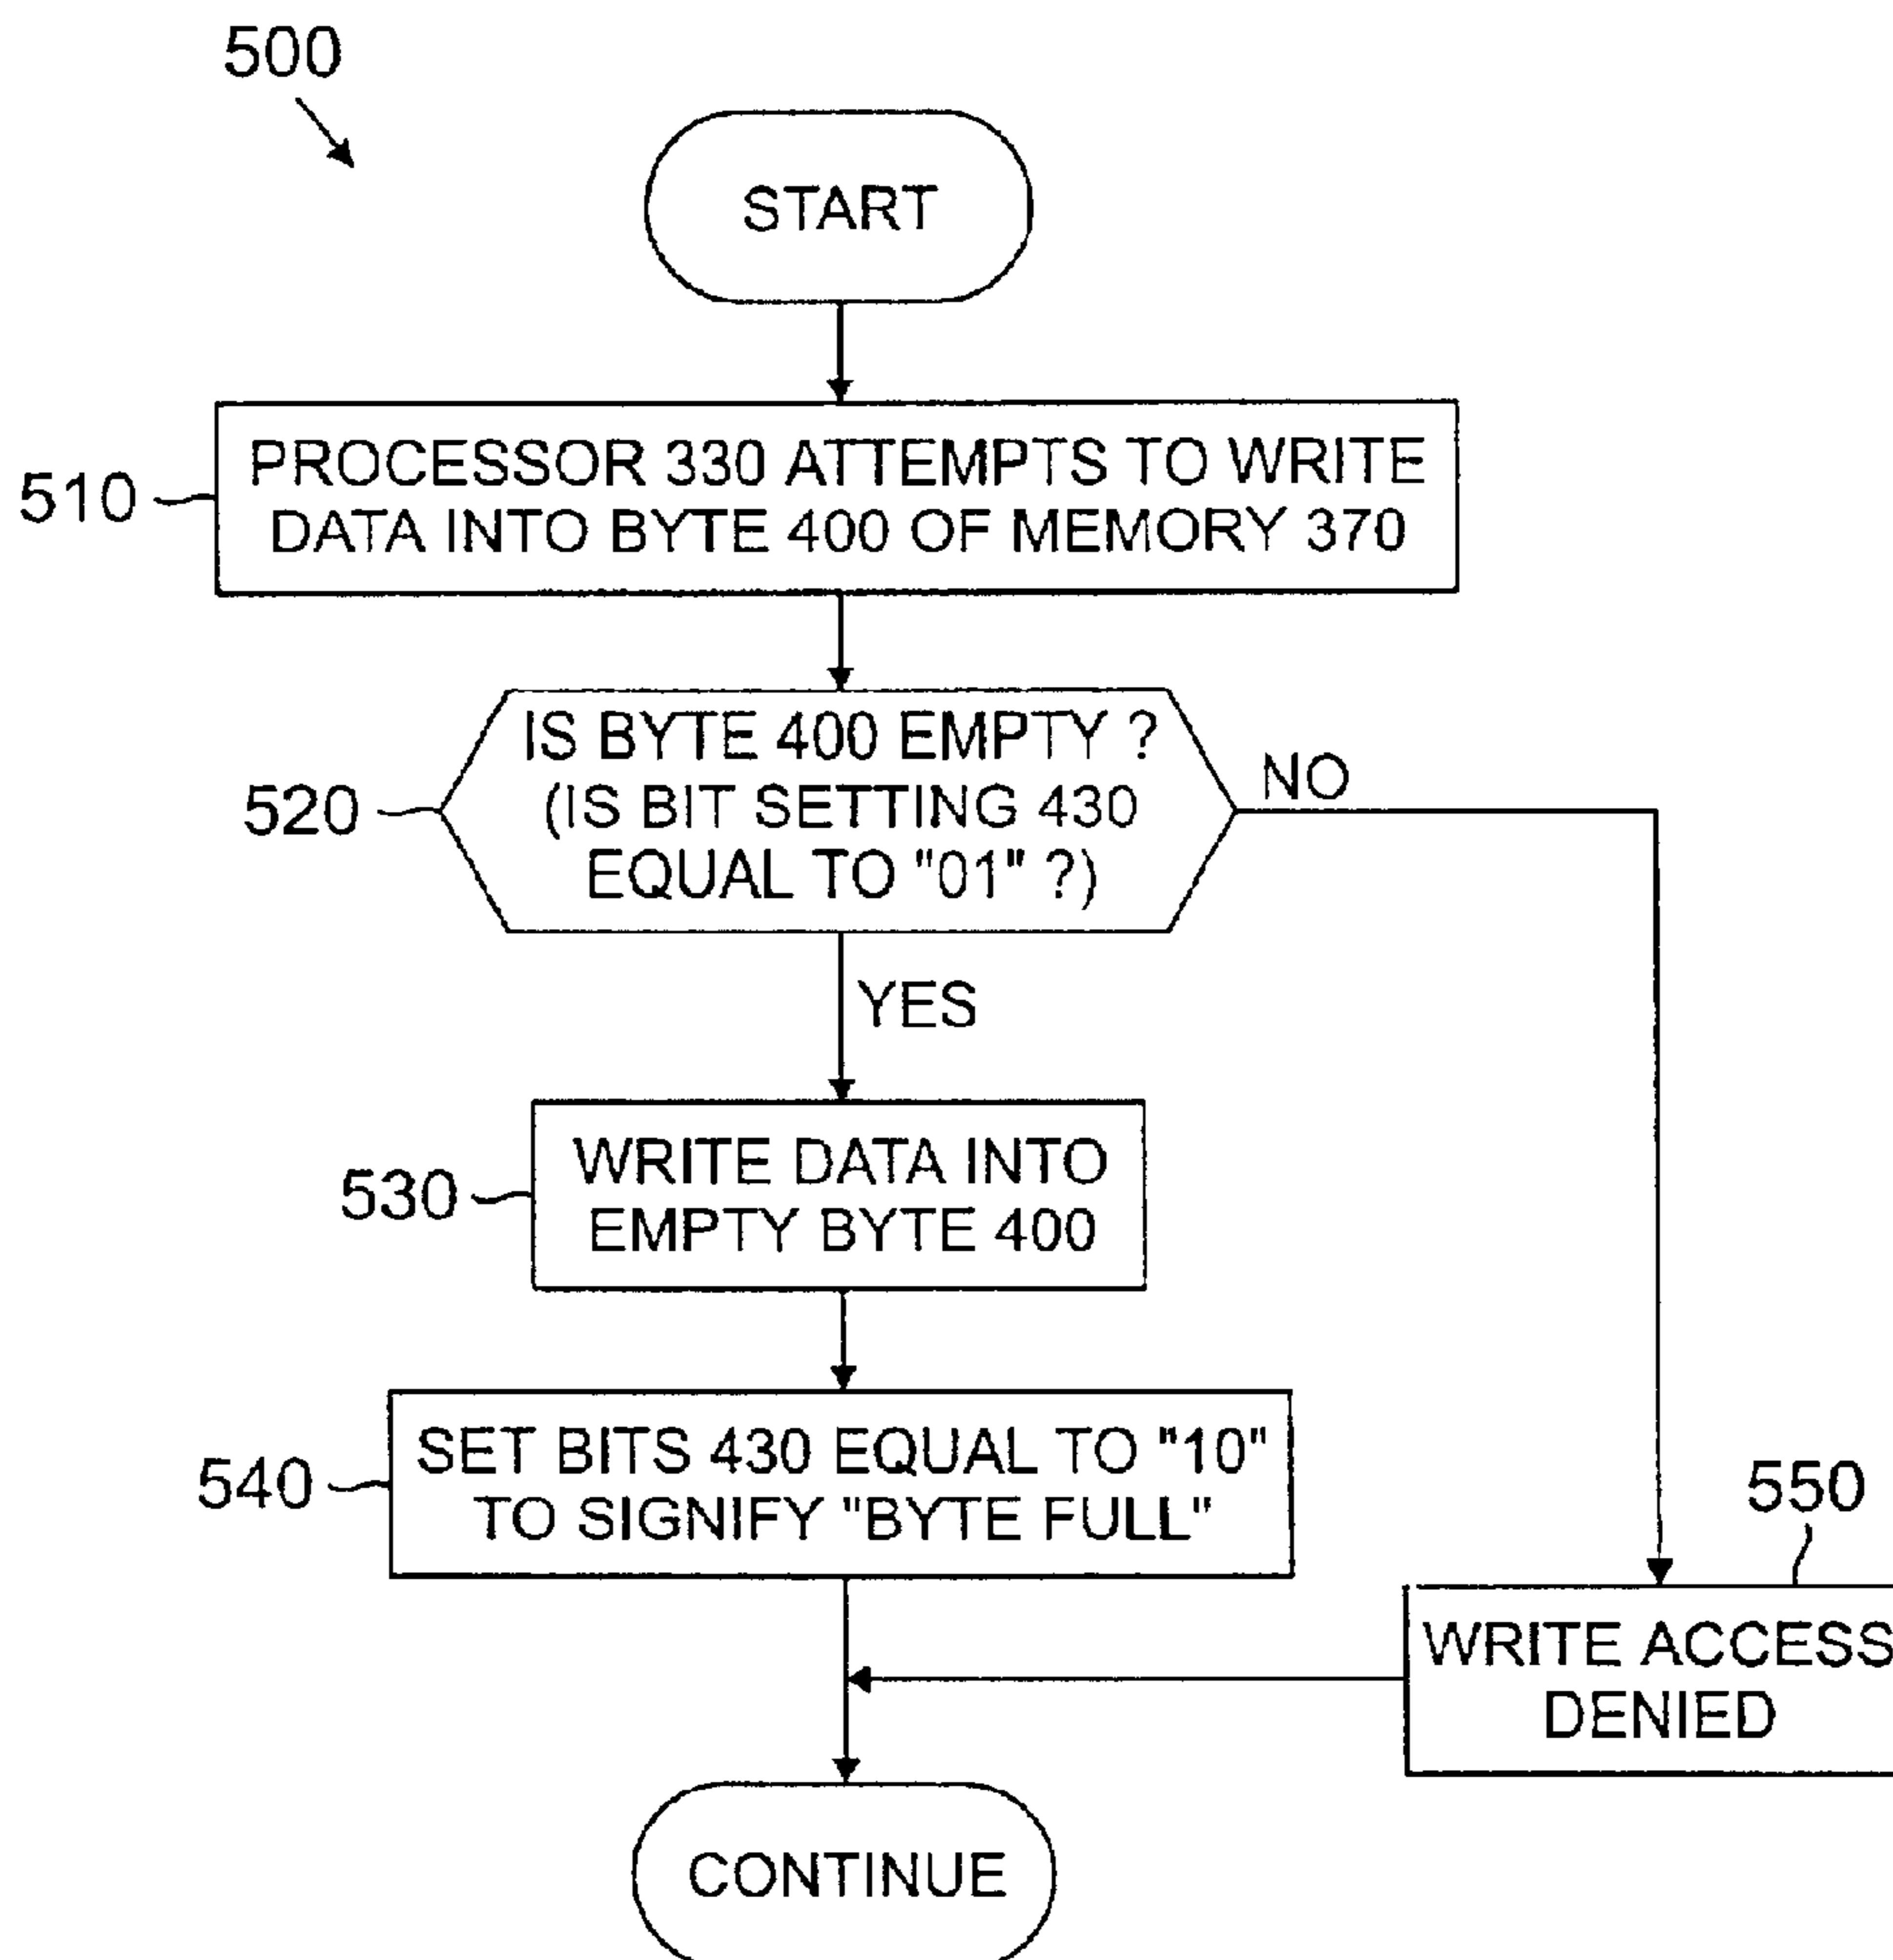 500
START
510
PROCESSOR 330 ATTEMPTS TO WRITE
DATA INTO BYTE 400 OF MEMORY 370
520
IS BYTE 400 EMPTY ?
(IS BIT SETTING 430
EQUAL TO "01" ?)
NO
YES
530
WRITE DATA INTO
EMPTY BYTE 400
540
SET BITS 430 EQUAL TO "10"
TO SIGNIFY "BYTE FULL"
550
WRITE ACCESS
DENIED
CONTINUE